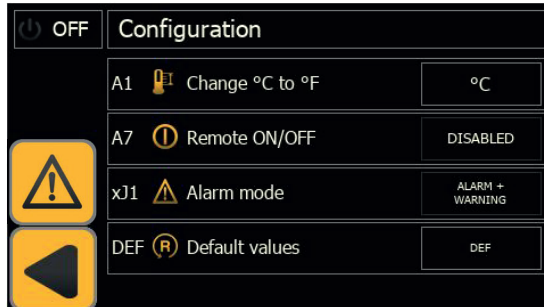 OFF Configuration
A1 Change °C to °F °C
A7 Remote ON/OFF DISABLED
xJ1 Alarm mode ALARM +
WARNING
DEF R Default values DEF